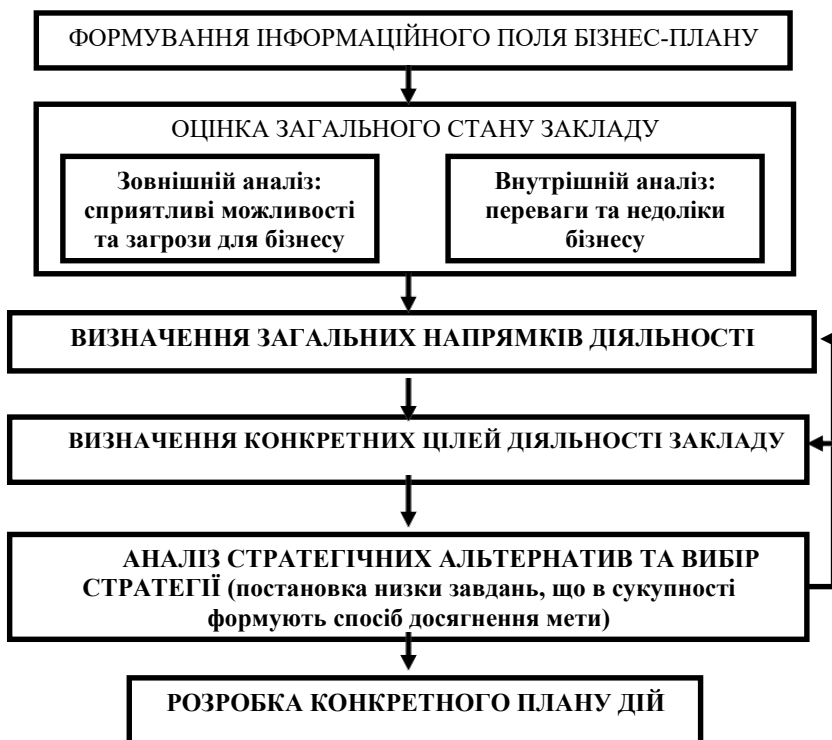 ФОРМУВАННЯ ІНФОРМАЦІЙНОГО ПОЛЯ БІЗНЕС-ПЛАНУ
ОЦІНКА ЗАГАЛЬНОГО СТАНУ ЗАКЛАДУ
Зовнішній аналіз:
сприятливі можливості
та загрози для бізнесу
Внутрішній аналіз:
переваги та недоліки
бізнесу
ВИЗНАЧЕННЯ ЗАГАЛЬНИХ НАПРЯМКІВ ДІЯЛЬНОСТІ
ВИЗНАЧЕННЯ КОНКРЕТНИХ ЦІЛЕЙ ДІЯЛЬНОСТІ ЗАКЛАДУ
АНАЛІЗ СТРАТЕГІЧНИХ АЛЬТЕРНАТИВ ТА ВИБІР
СТРАТЕГІЇ (постановка низки завдань, що в сукупності
формують спосіб досягнення мети)
РОЗРОБКА КОНКРЕТНОГО ПЛАНУ ДІЙ